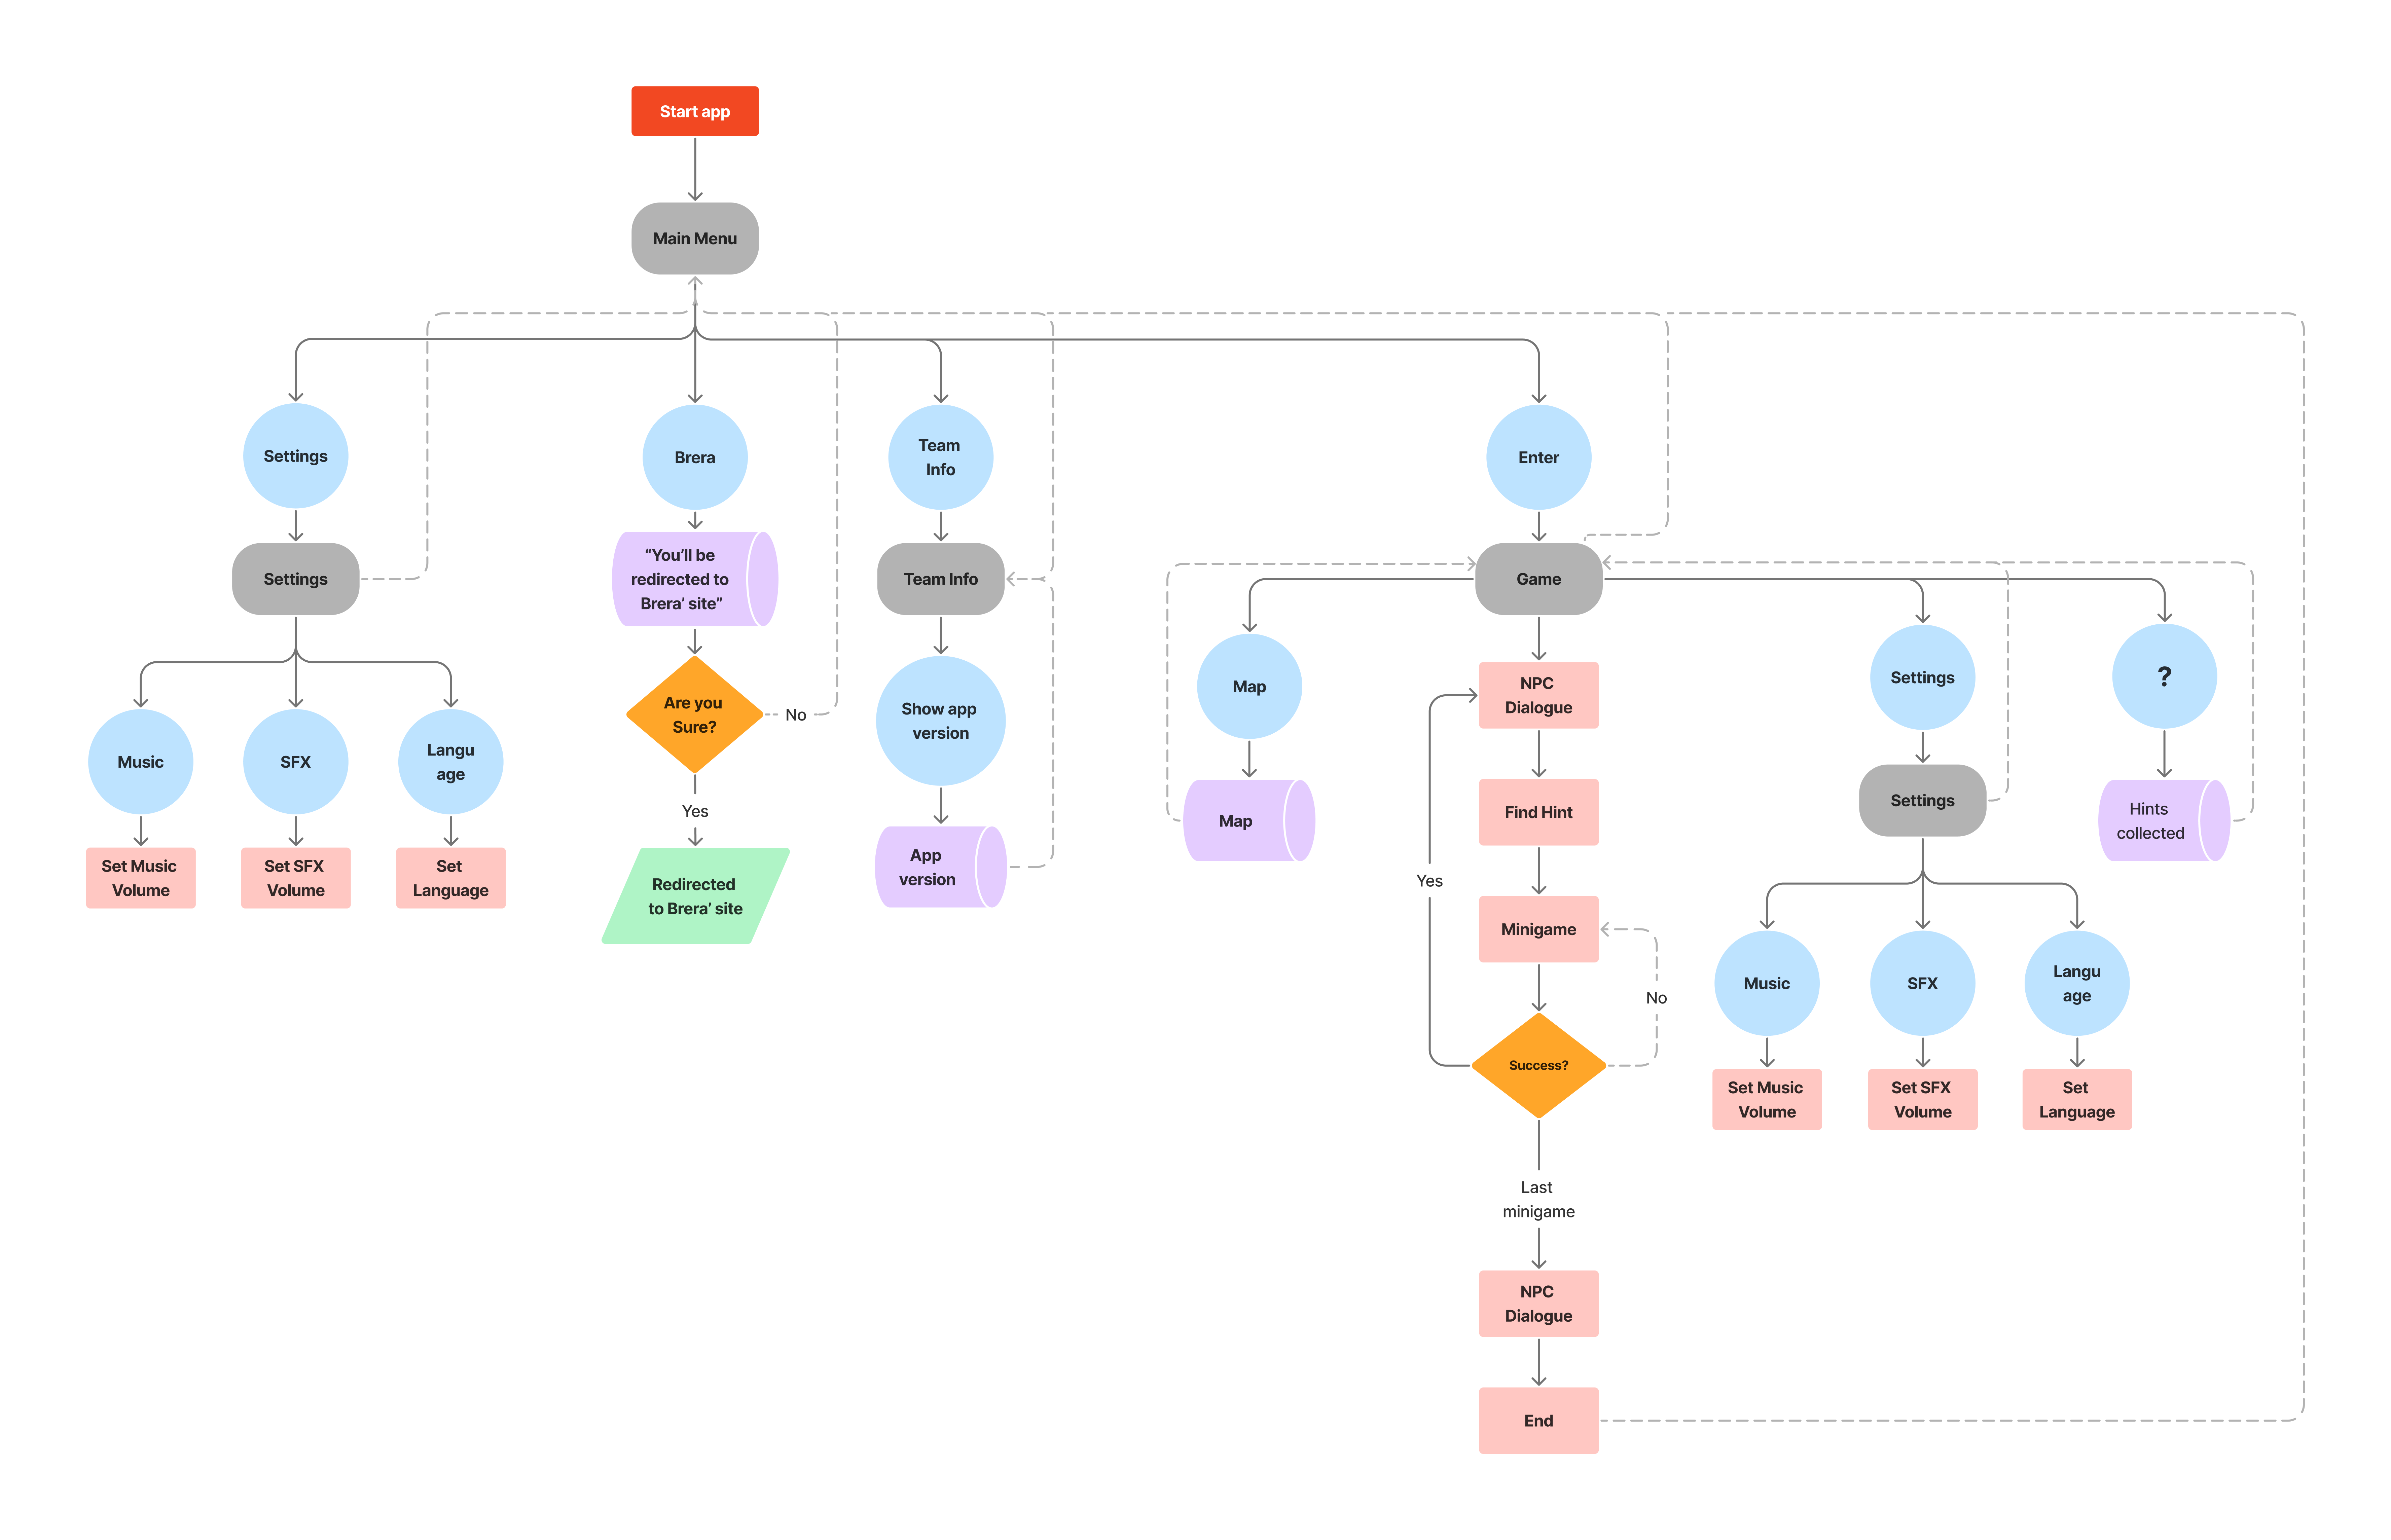 Start app
Main Menu
Settings
Brera
Team
Info
Enter
Settings
“You’ll be
redirected to
Brera’ site”
Team Info
Game
Are you
Sure?
No
Show app
version
Map
NPC
Dialogue
Settings
?
Music
SFX
Langu
age
Yes
Map
Find Hint
Settings
Hints
collected
Set Music
Volume
Set SFX
Volume
Set
Language
Redirected
to Brera’ site
App
version
Yes
Minigame
No
Music
SFX
Langu
age
Success?
Set Music
Volume
Set SFX
Volume
Set
Language
Last
minigame
NPC
Dialogue
End